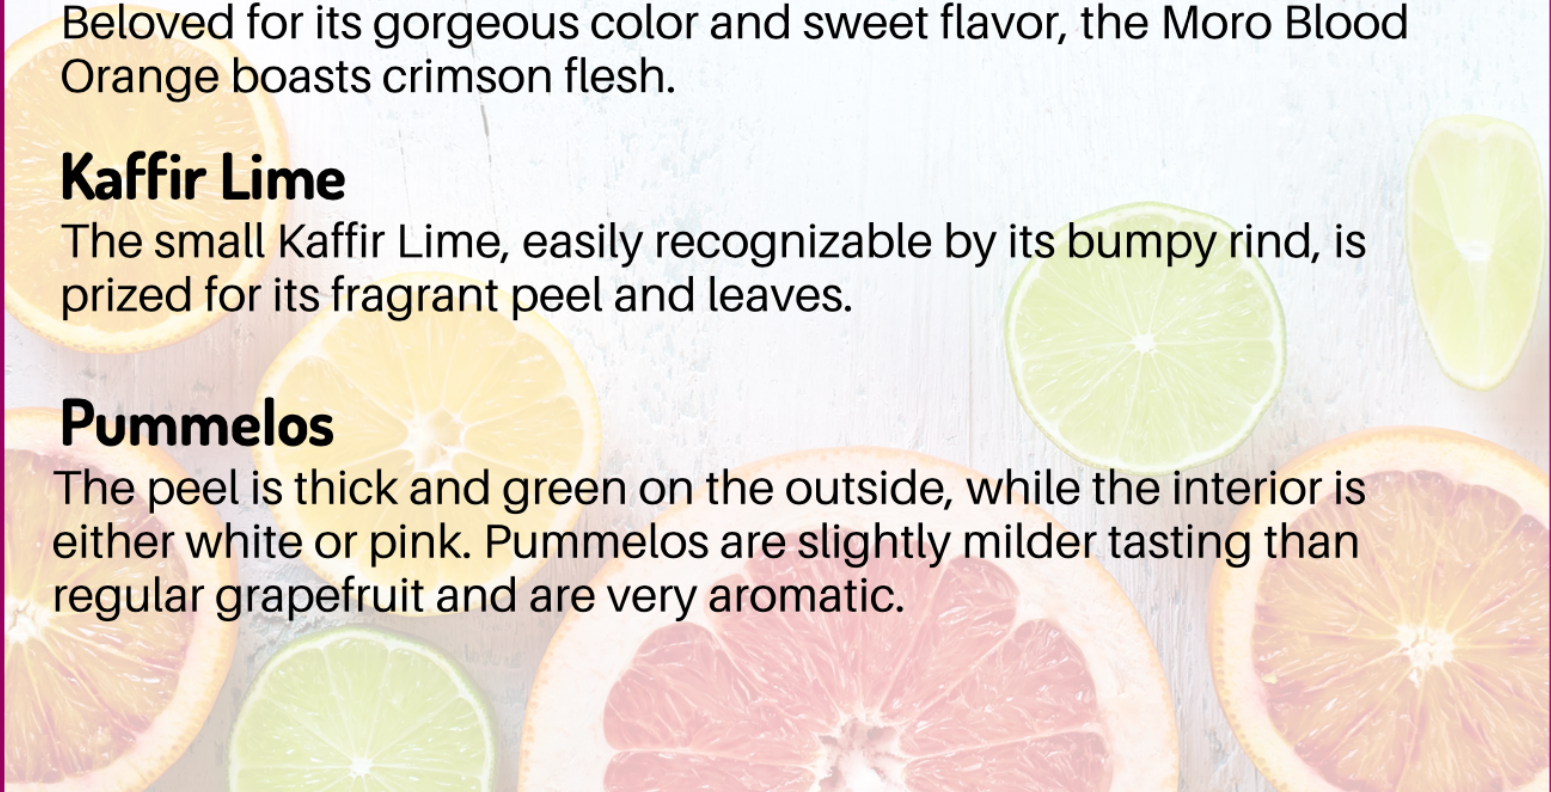 Beloved for its gorgeous color and sweet flavor, the Moro Blood
Orange boasts crimson flesh.
Kaffir Lime
The small Kaffir Lime, easily recognizable by its bumpy rind, is
prized for its fragrant peel and leaves.
Pummelos
The peel is thick and green on the outside, while the interior is
either white or pink. Pummelos are slightly milder tasting than
regular grapefruit and are very aromatic.